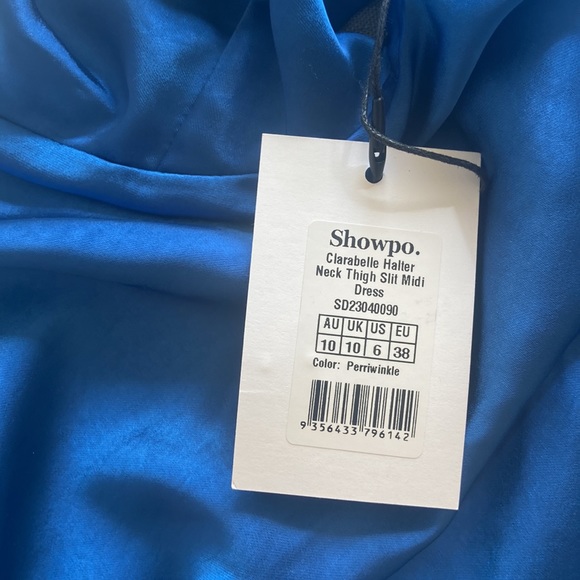 Showpo.
Clarabelle Halter
Neck Thigh Slit Midi
Dress
SD23040090
AU UK US EU
10 10 6 38
Color: Perriwinkle
9 356433 796142